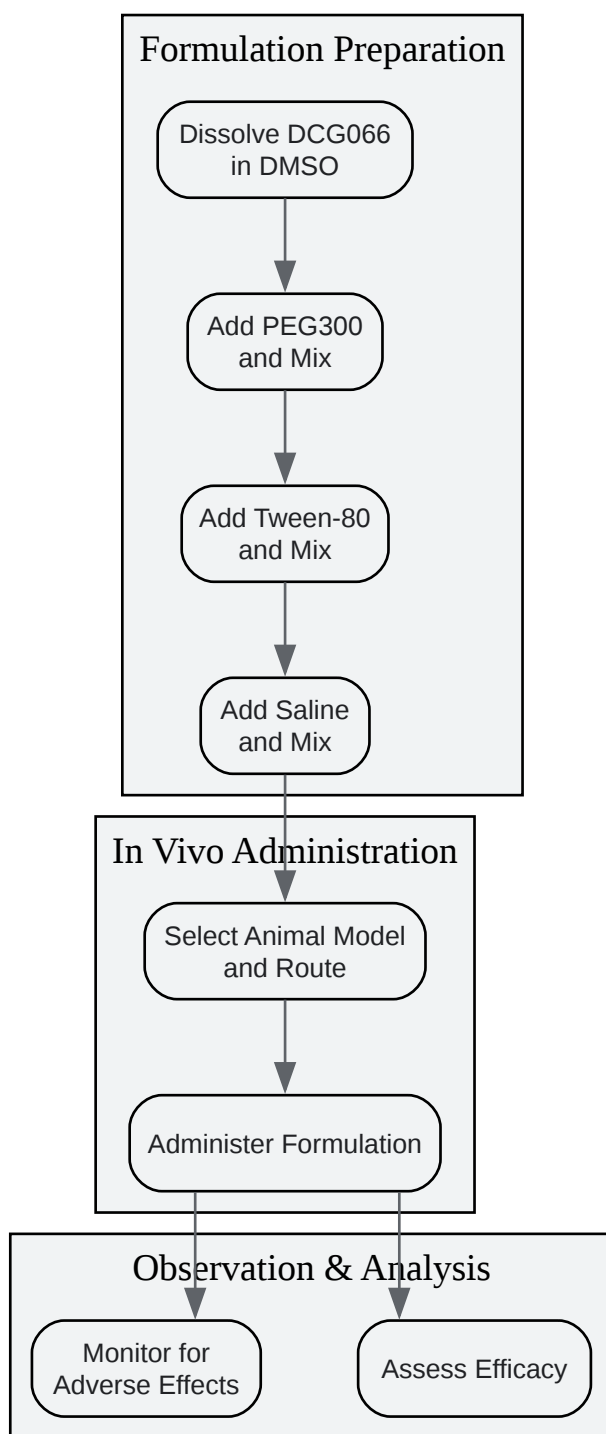 Formulation Preparation
Dissolve DCG066
in DMSO
Add PEG300
and Mix
Add Tween-80
and Mix
Add Saline
and Mix
In Vivo Administration
Select Animal Model
and Route
Administer Formulation
Observation & Analysis
Monitor for
Adverse Effects
Assess Efficacy